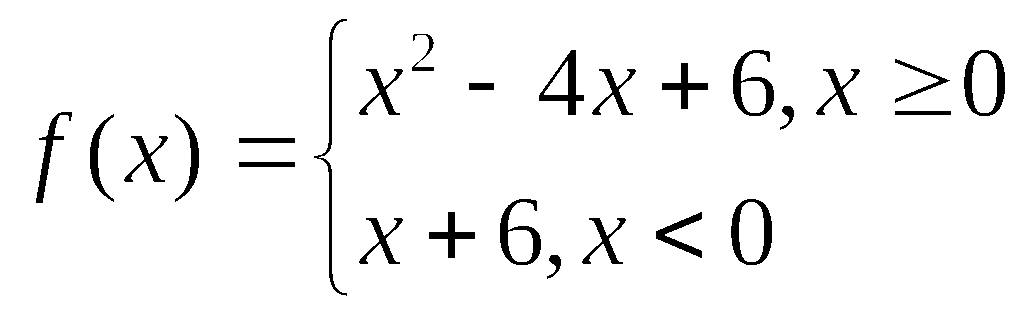 x² - 4x + 6, x ≥ 0
f(x) = {
x + 6, x < 0